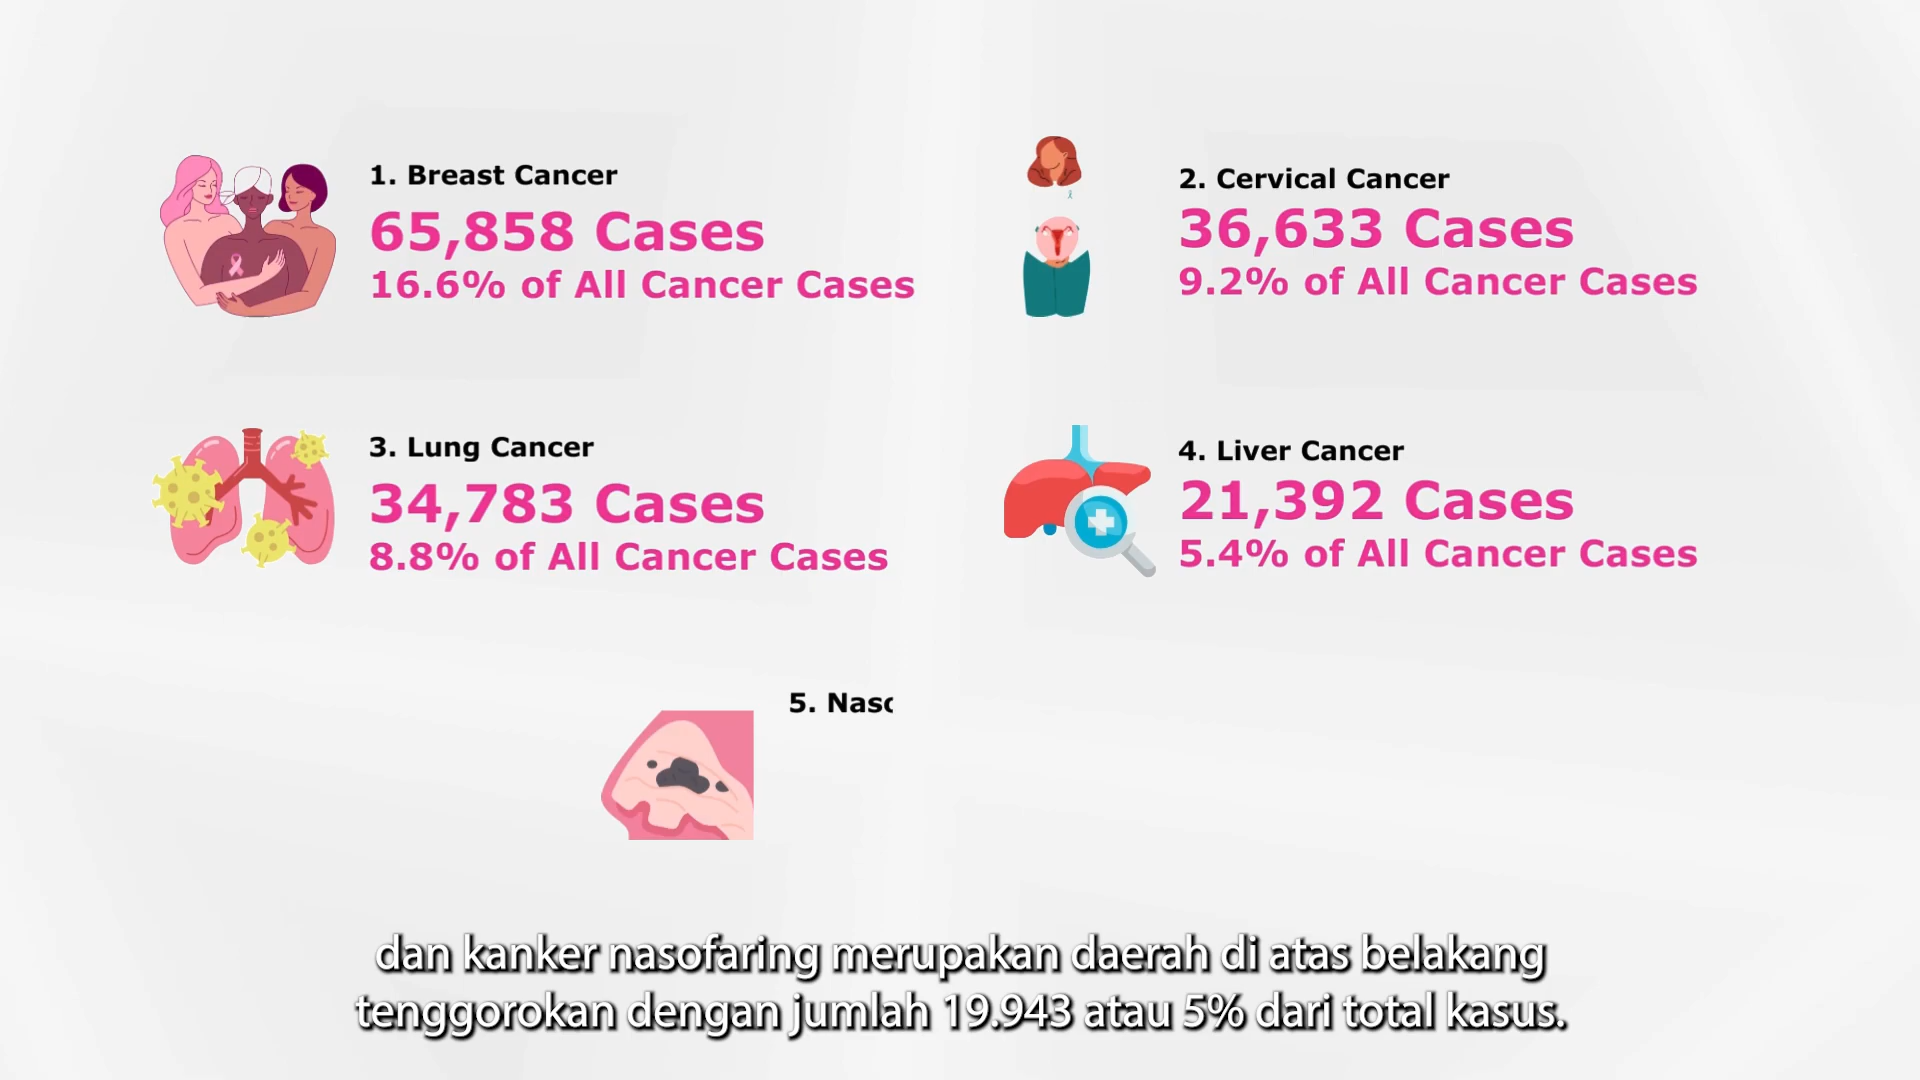 1. Breast Cancer
65,858 Cases
16.6% of All Cancer Cases
2. Cervical Cancer
36,633 Cases
9.2% of All Cancer Cases
3. Lung Cancer
34,783 Cases
8.8% of All Cancer Cases
4. Liver Cancer
21,392 Cases
5.4% of All Cancer Cases
5. Nasc
dan kanker nasofaring merupakan daerah di atas belakang
tenggorokan dengan jumlah 19.943 atau 5% dari total kasus.